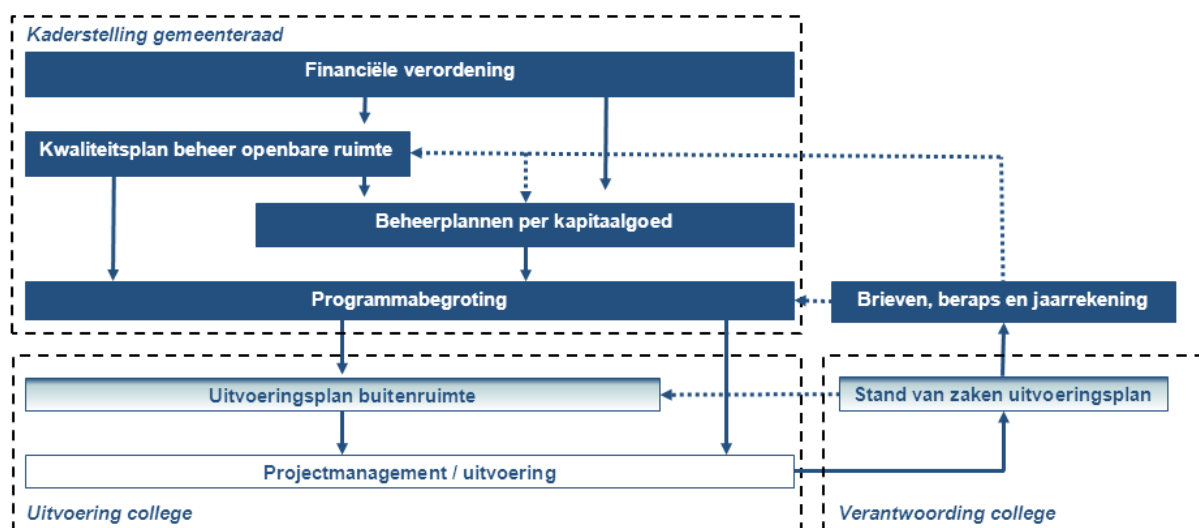 Kaderstelling gemeenteraad
Financiële verordening
Kwaliteitsplan beheer openbare ruimte
Beheerplannen per kapitaalgoed
Programmabegroting
Brieven, beraps en jaarrekening
Uitvoeringsplan buitenruimte
Stand van zaken uitvoeringsplan
Projectmanagement / uitvoering
Uitvoering college
Verantwoording college